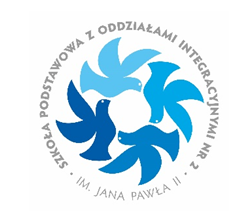 SZKOŁA PODSTAWOWA Z ODDZIAŁAMI INTEGRACYJNYMI NR 2
· IM. JANA PAWŁA II ·